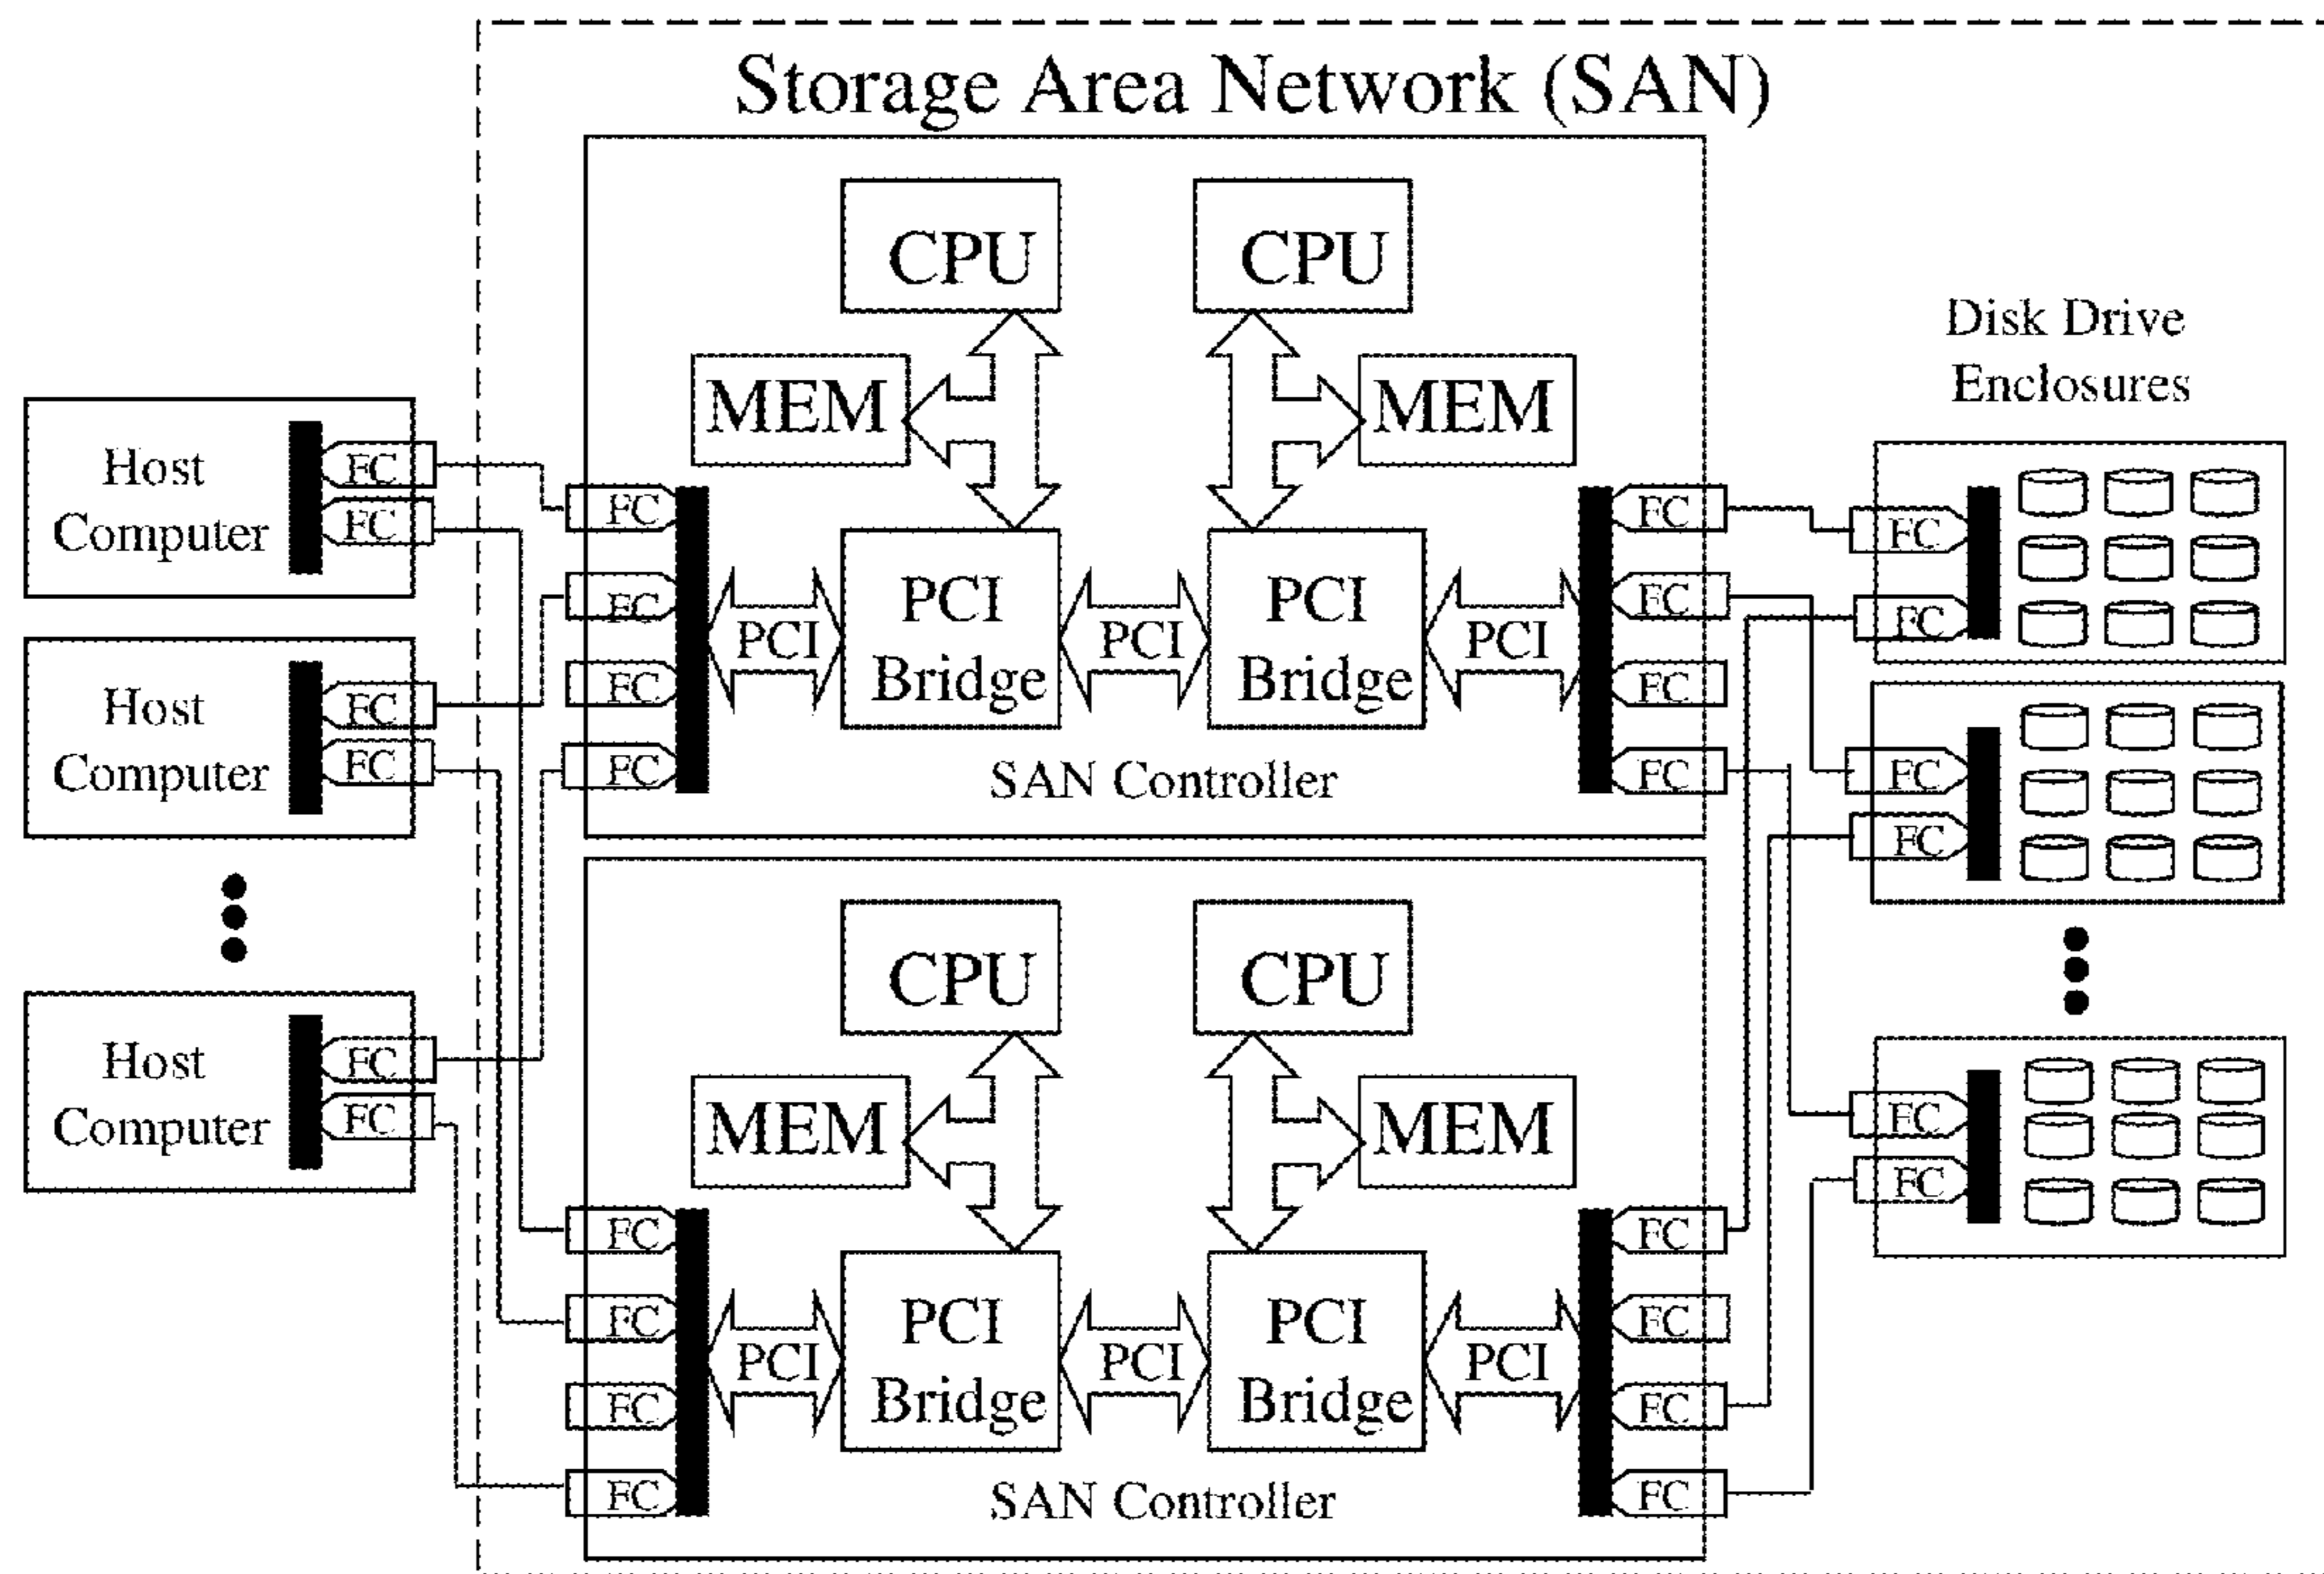 Storage Area Network (SAN)
CPU
CPU
MEM
MEM
Disk Drive
Enclosures
Host
Computer
FC
FC
FC
FC
FC
FC
PCI
PCI
Bridge
PCI
PCI
Bridge
PCI
FC
FC
FC
FC
FC
FC
SAN Controller
Host
Computer
FC
FC
FC
FC
CPU
CPU
MEM
MEM
Host
Computer
FC
FC
FC
FC
FC
FC
FC
FC
PCI
PCI
Bridge
PCI
PCI
Bridge
PCI
FC
FC
FC
FC
SAN Controller